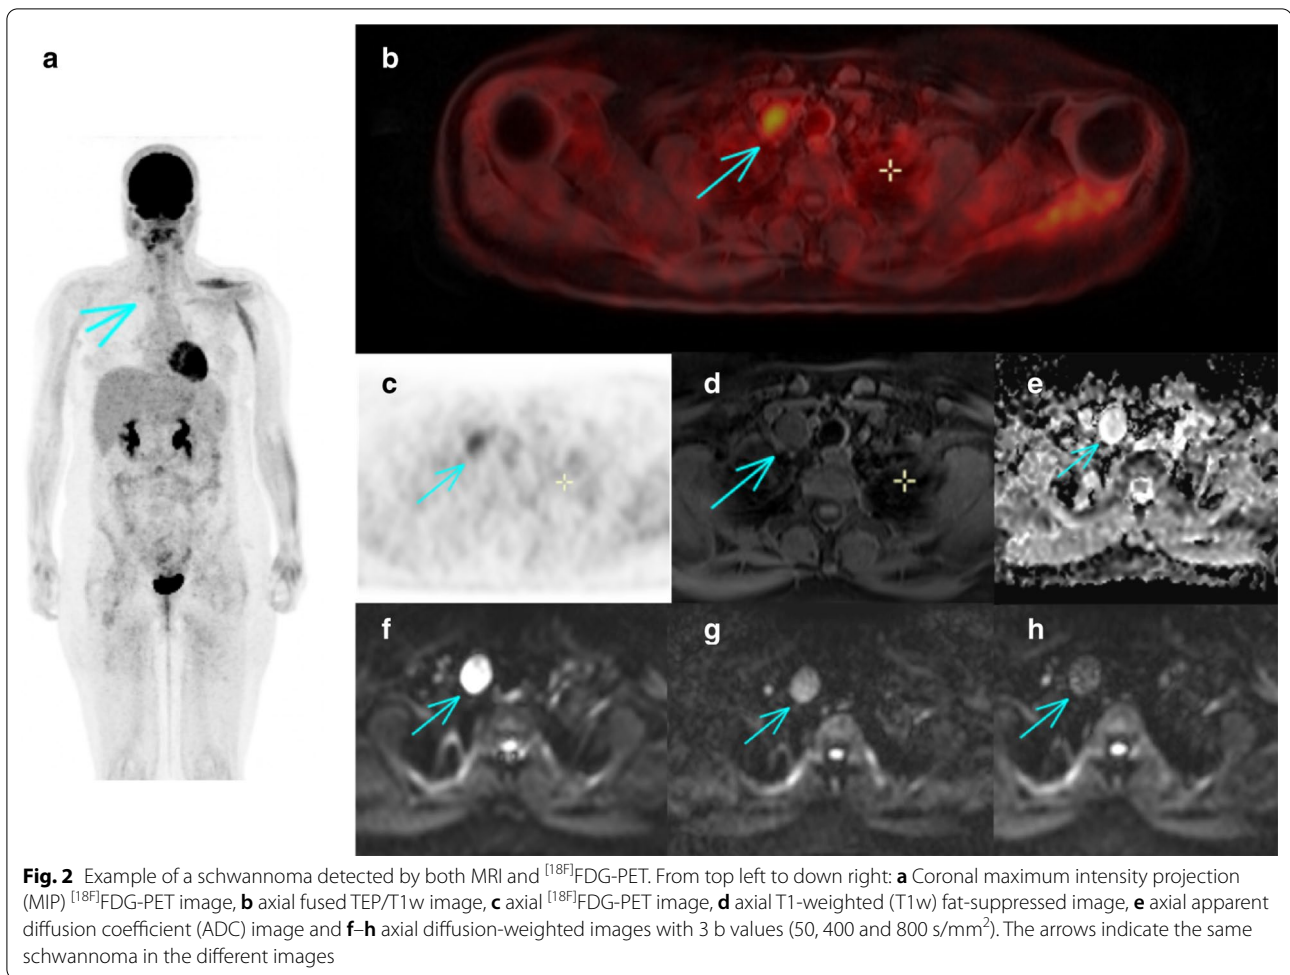 a
b
c
d
e
f
g
h
Fig. 2 Example of a schwannoma detected by both MRI and [18F]FDG-PET. From top left to down right: a Coronal maximum intensity projection
(MIP) [18F]FDG-PET image, b axial fused TEP/T1w image, c axial [18F]FDG-PET image, d axial T1-weighted (T1w) fat-suppressed image, e axial apparent
diffusion coefficient (ADC) image and f–h axial diffusion-weighted images with 3 b values (50, 400 and 800 s/mm²). The arrows indicate the same
schwannoma in the different images